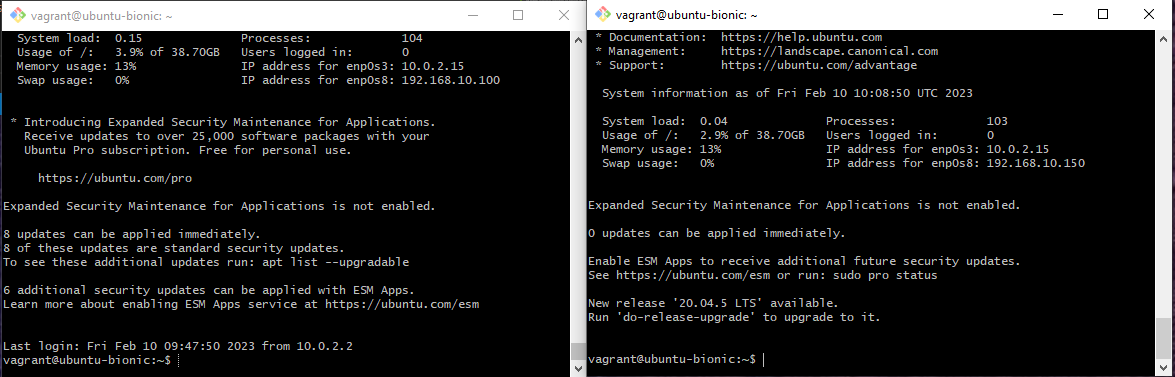 vagrant@ubuntu-bionic: ~
System load:  0.15              Processes:             104
Usage of /:   3.9% of 38.70GB   Users logged in:       0
Memory usage: 13%               IP address for enp0s3: 10.0.2.15
Swap usage:   0%                IP address for enp0s8: 192.168.10.100
* Introducing Expanded Security Maintenance for Applications.
Receive updates to over 25,000 software packages with your
Ubuntu Pro subscription. Free for personal use.
https://ubuntu.com/pro
Expanded Security Maintenance for Applications is not enabled.
8 updates can be applied immediately.
8 of these updates are standard security updates.
To see these additional updates run: apt list --upgradable
6 additional security updates can be applied with ESM Apps.
Learn more about enabling ESM Apps service at https://ubuntu.com/esm
Last login: Fri Feb 10 09:47:50 2023 from 10.0.2.2
vagrant@ubuntu-bionic:~$
vagrant@ubuntu-bionic: ~
* Documentation:  https://help.ubuntu.com
* Management:     https://landscape.canonical.com
* Support:        https://ubuntu.com/advantage
System information as of Fri Feb 10 10:08:50 UTC 2023
System load:  0.04              Processes:             103
Usage of /:   2.9% of 38.70GB   Users logged in:       0
Memory usage: 13%               IP address for enp0s3: 10.0.2.15
Swap usage:   0%                IP address for enp0s8: 192.168.10.150
Expanded Security Maintenance for Applications is not enabled.
0 updates can be applied immediately.
Enable ESM Apps to receive additional future security updates.
See https://ubuntu.com/esm or run: sudo pro status
New release '20.04.5 LTS' available.
Run 'do-release-upgrade' to upgrade to it.
vagrant@ubuntu-bionic:~$